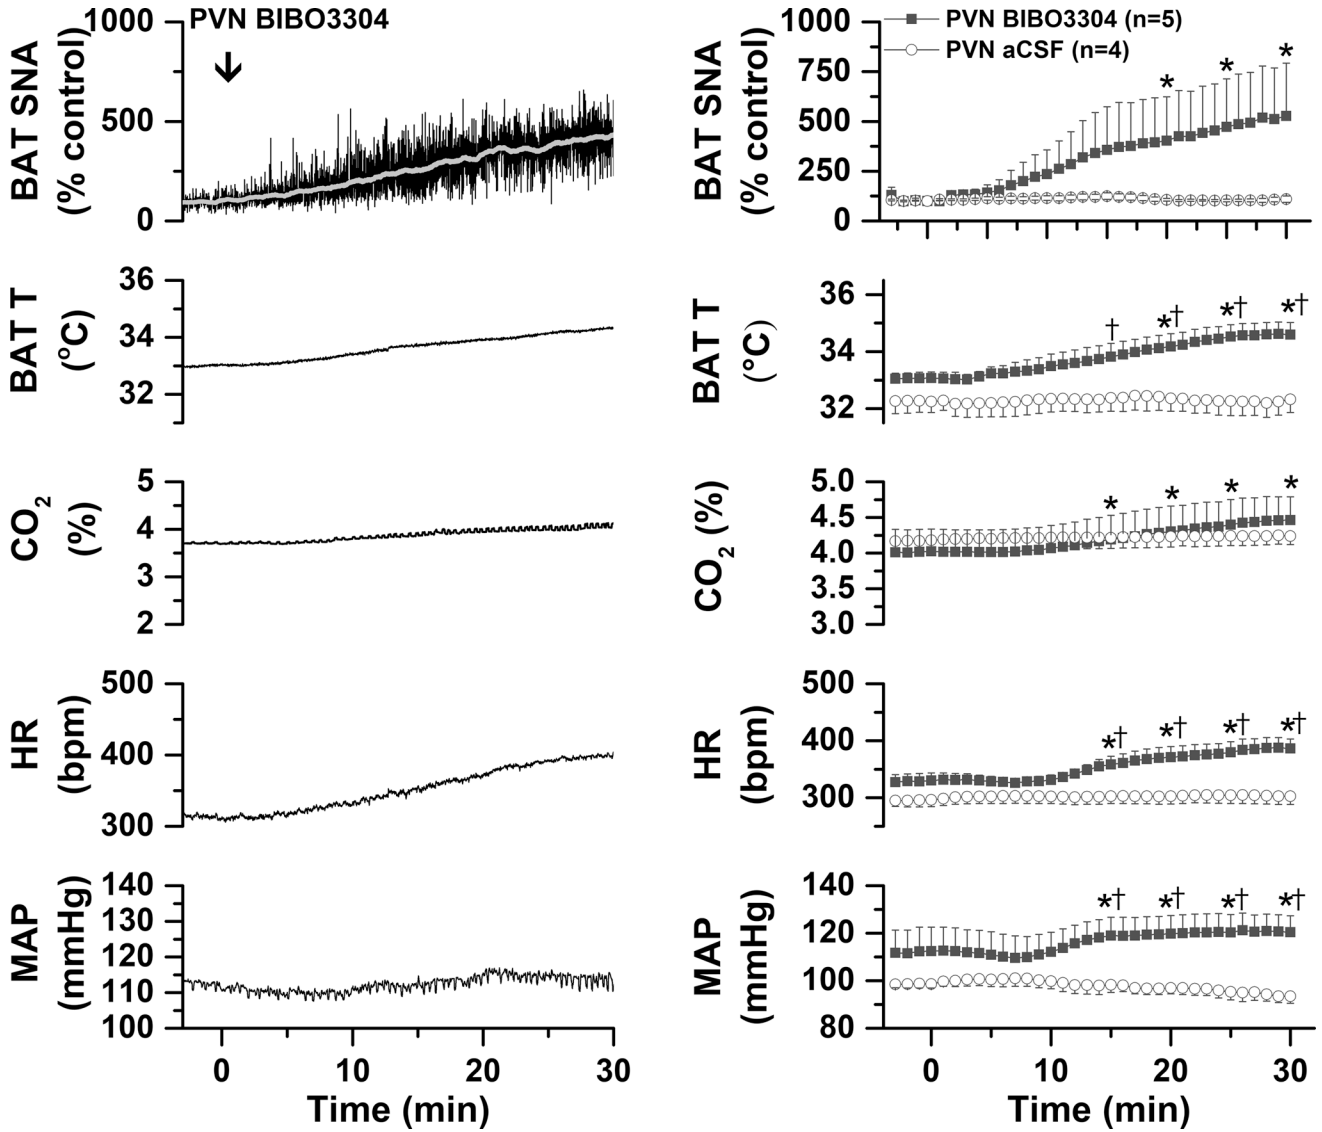 PVN BIBO3304
BAT SNA
(% control)
1000
500
0
BAT T
(°C)
36
34
32
CO2
(%)
5
4
3
2
HR
(bpm)
500
400
300
MAP
(mmHg)
140
130
120
110
100
0 10 20 30
Time (min)
PVN BIBO3304 (n=5)
PVN aCSF (n=4)
BAT SNA
(% control)
1000
750
500
250
100
0
* * *
BAT T
(°C)
36
34
32
† *† *† *†
CO2 (%)
5.0
4.5
4.0
3.5
3.0
* * * *
HR
(bpm)
500
400
300
*† *† *† *†
MAP
(mmHg)
140
120
100
80
*† *† *† *†
0 10 20 30
Time (min)